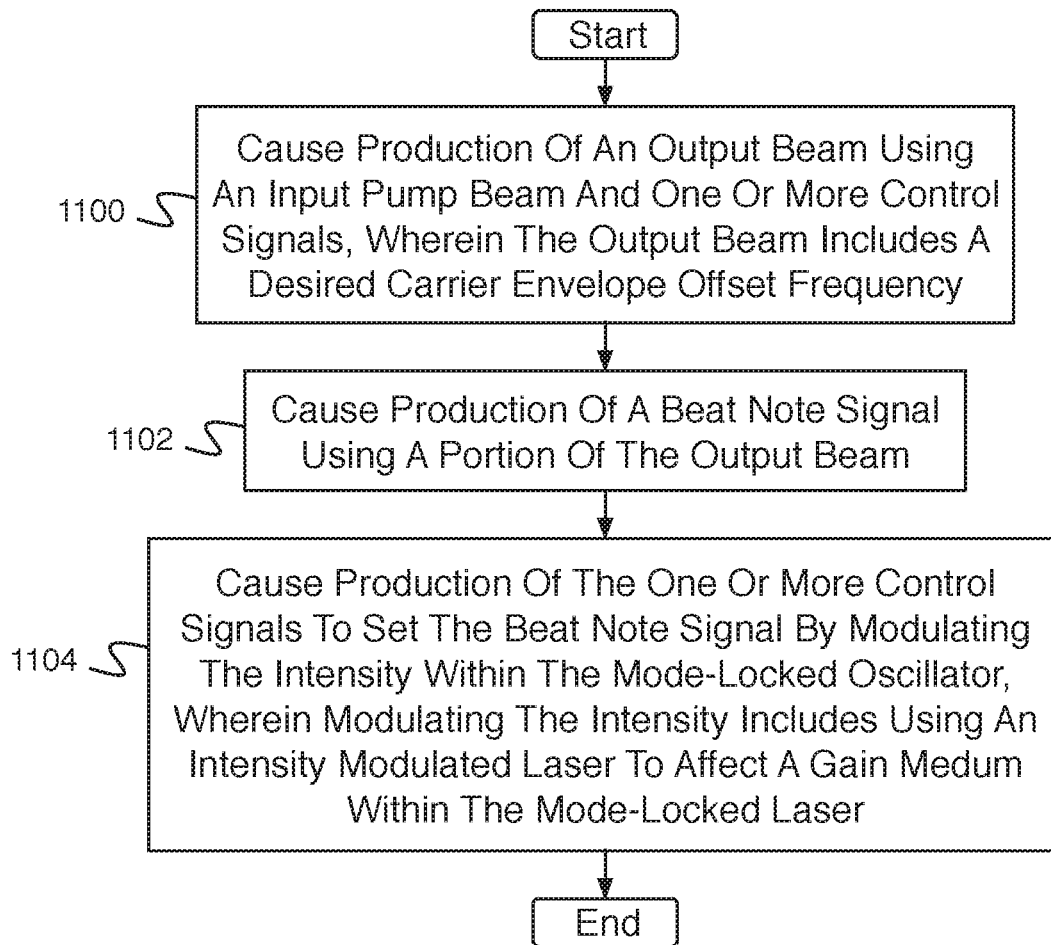 Start
Cause Production Of An Output Beam Using
An Input Pump Beam And One Or More Control
Signals, Wherein The Output Beam Includes A
Desired Carrier Envelope Offset Frequency
1100
Cause Production Of A Beat Note Signal
Using A Portion Of The Output Beam
1102
Cause Production Of The One Or More Control
Signals To Set The Beat Note Signal By Modulating
The Intensity Within The Mode-Locked Oscillator,
Wherein Modulating The Intensity Includes Using An
Intensity Modulated Laser To Affect A Gain Medum
Within The Mode-Locked Laser
1104
End